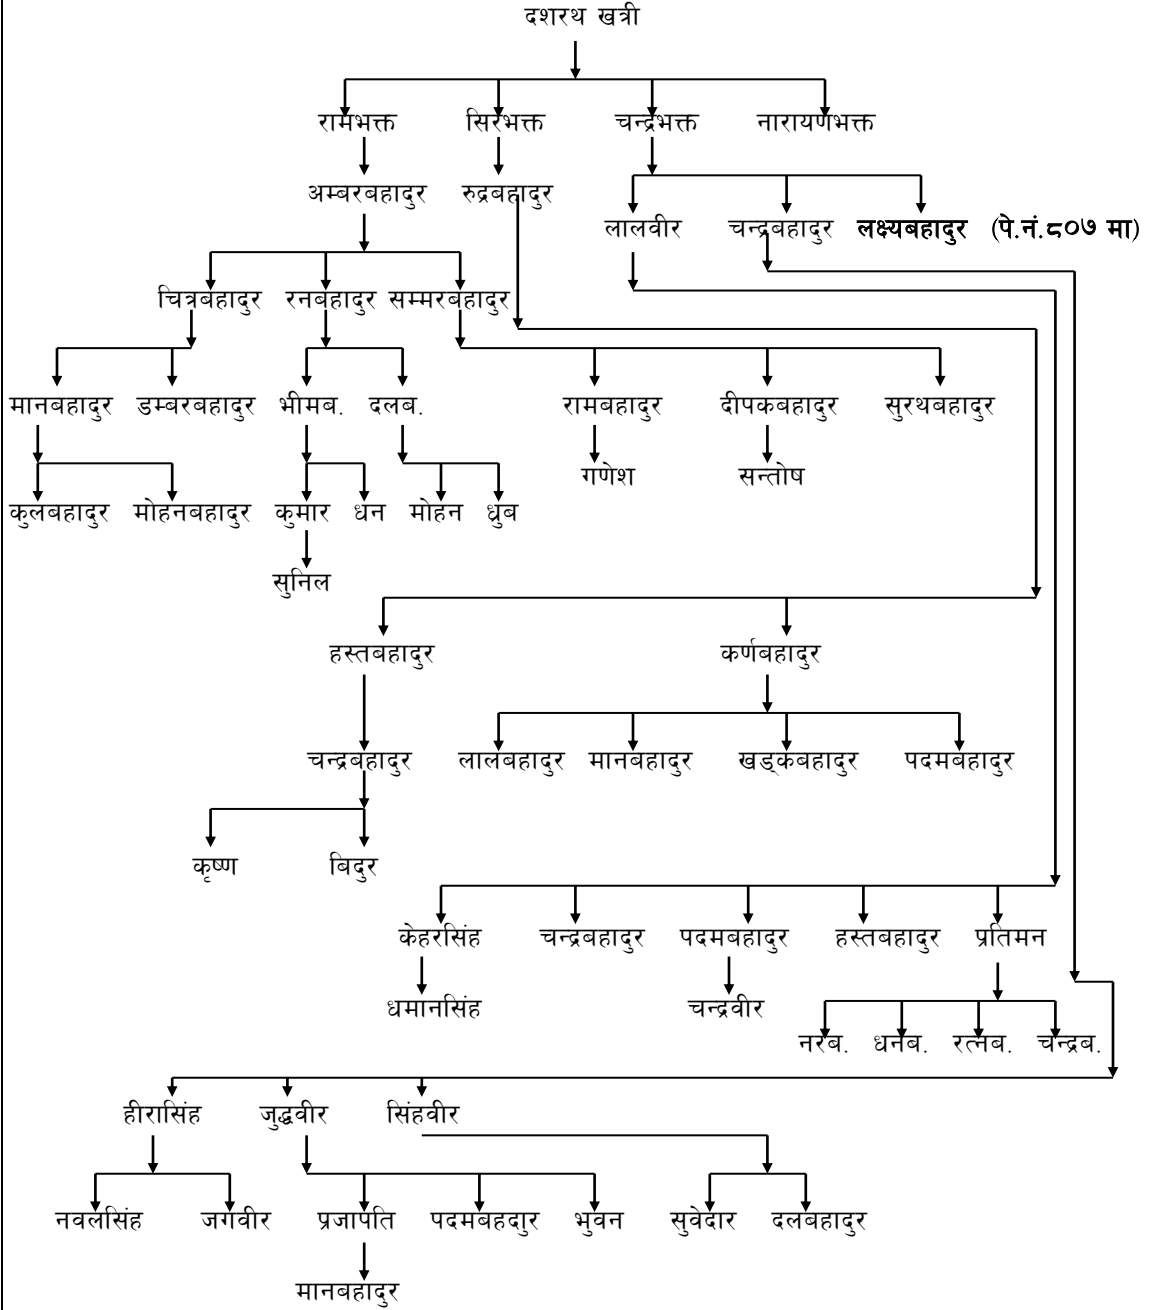 दशरथ खत्री
रामभक्त सिरभक्त चन्द्रभक्त नारायणभक्त
अम्बरबहादुर रुद्रबहादुर
लालवीर चन्द्रबहादुर लक्ष्यबहादुर (पे.नं.८०७ मा)
चित्रबहादुर रनबहादुर सम्मरबहादुर
मानबहादुर डम्बरबहादुर भीमब. दलब. रामबहादुर दीपकबहादुर सुरथबहादुर
गणेश सन्तोष
कुलबहादुर मोहनबहादुर कुमार धन मोहन ध्रुब
सुनिल
हस्तबहादुर कर्णबहादुर
चन्द्रबहादुर लालबहादुर मानबहादुर खड्कबहादुर पदमबहादुर
कृष्ण बिदुर
केहरसिंह चन्द्रबहादुर पदमबहादुर हस्तबहादुर प्रतिमन
धमानसिंह चन्द्रवीर
नरब. धनब. रत्नब. चन्द्रब.
हीरासिंह जुद्धवीर सिंहवीर
नवलसिंह जगवीर प्रजापति पदमबहदाुर भुवन सुवेदार दलबहादुर
मानबहादुर